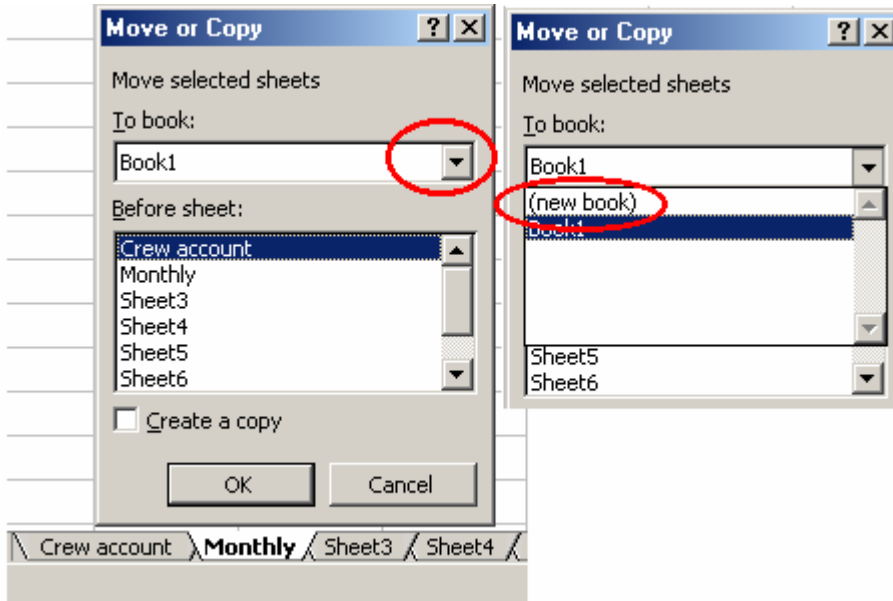 Move or Copy
Move selected sheets
To book:
Book1
Before sheet:
Crew account
Monthly
Sheet3
Sheet4
Sheet5
Sheet6
Create a copy
OK Cancel
Crew account Monthly Sheet3 Sheet4
Move or Copy
Move selected sheets
To book:
Book1
(new book)
Book1
Sheet5
Sheet6